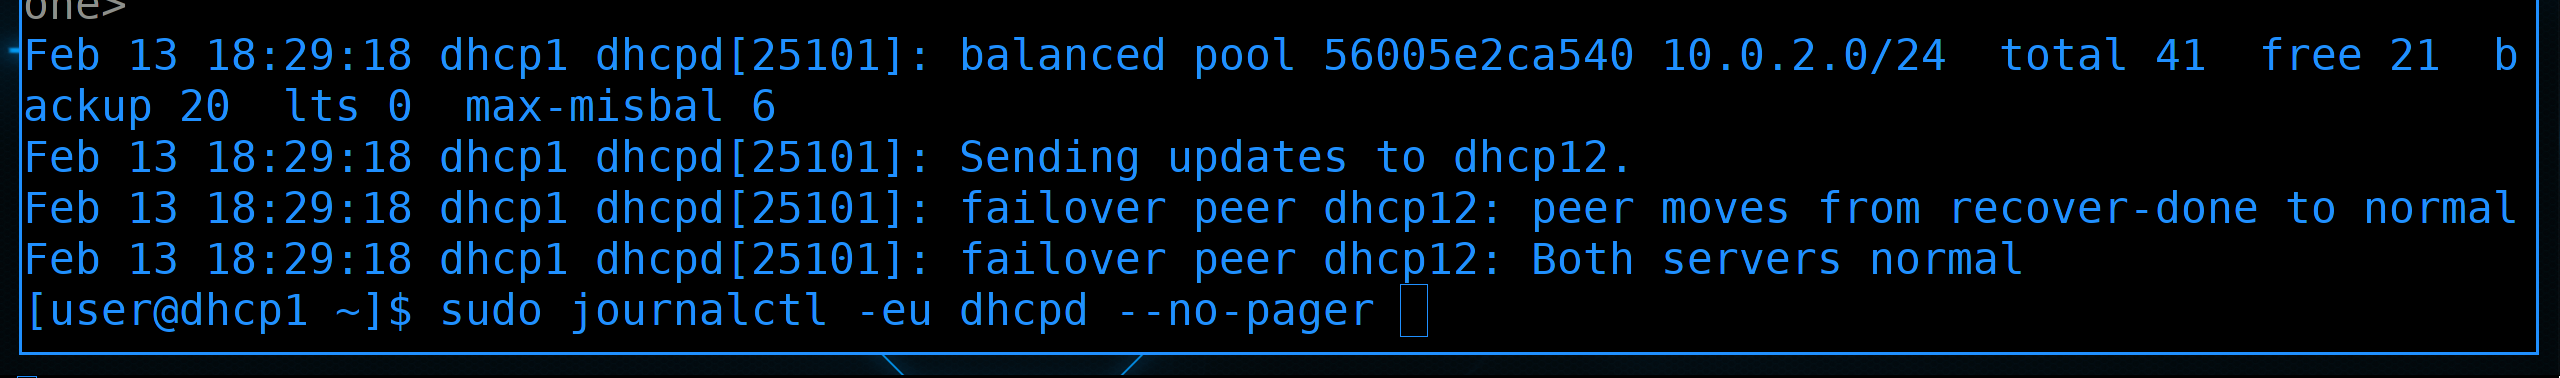 one>
Feb 13 18:29:18 dhcp1 dhcpd[25101]: balanced pool 56005e2ca540 10.0.2.0/24  total 41  free 21  b
ackup 20  lts 0  max-misbal 6
Feb 13 18:29:18 dhcp1 dhcpd[25101]: Sending updates to dhcp12.
Feb 13 18:29:18 dhcp1 dhcpd[25101]: failover peer dhcp12: peer moves from recover-done to normal
Feb 13 18:29:18 dhcp1 dhcpd[25101]: failover peer dhcp12: Both servers normal
[user@dhcp1 ~]$ sudo journalctl -eu dhcpd --no-pager